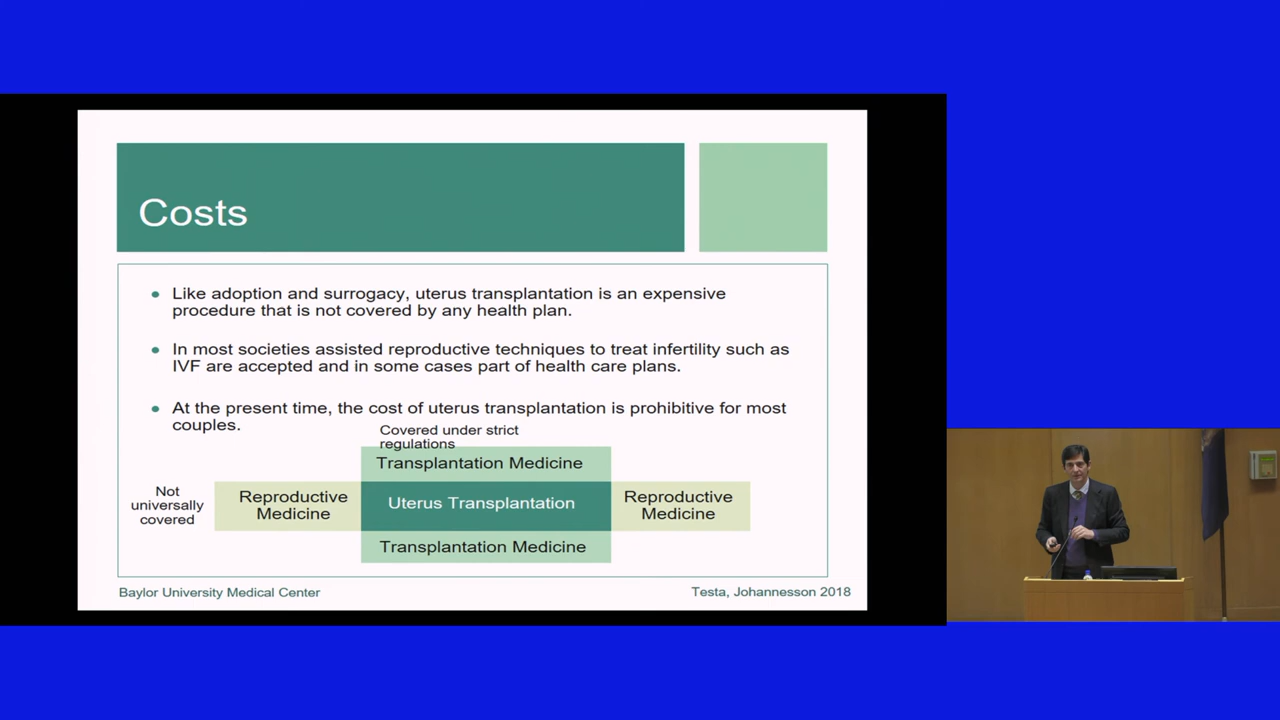 Costs
Like adoption and surrogacy, uterus transplantation is an expensive
procedure that is not covered by any health plan.
In most societies assisted reproductive techniques to treat infertility such as
IVF are accepted and in some cases part of health care plans.
At the present time, the cost of uterus transplantation is prohibitive for most
couples.
Covered under strict
regulations
Transplantation Medicine
Not
universally
covered
Reproductive
Medicine
Uterus Transplantation
Reproductive
Medicine
Transplantation Medicine
Baylor University Medical Center
Testa, Johannesson 2018